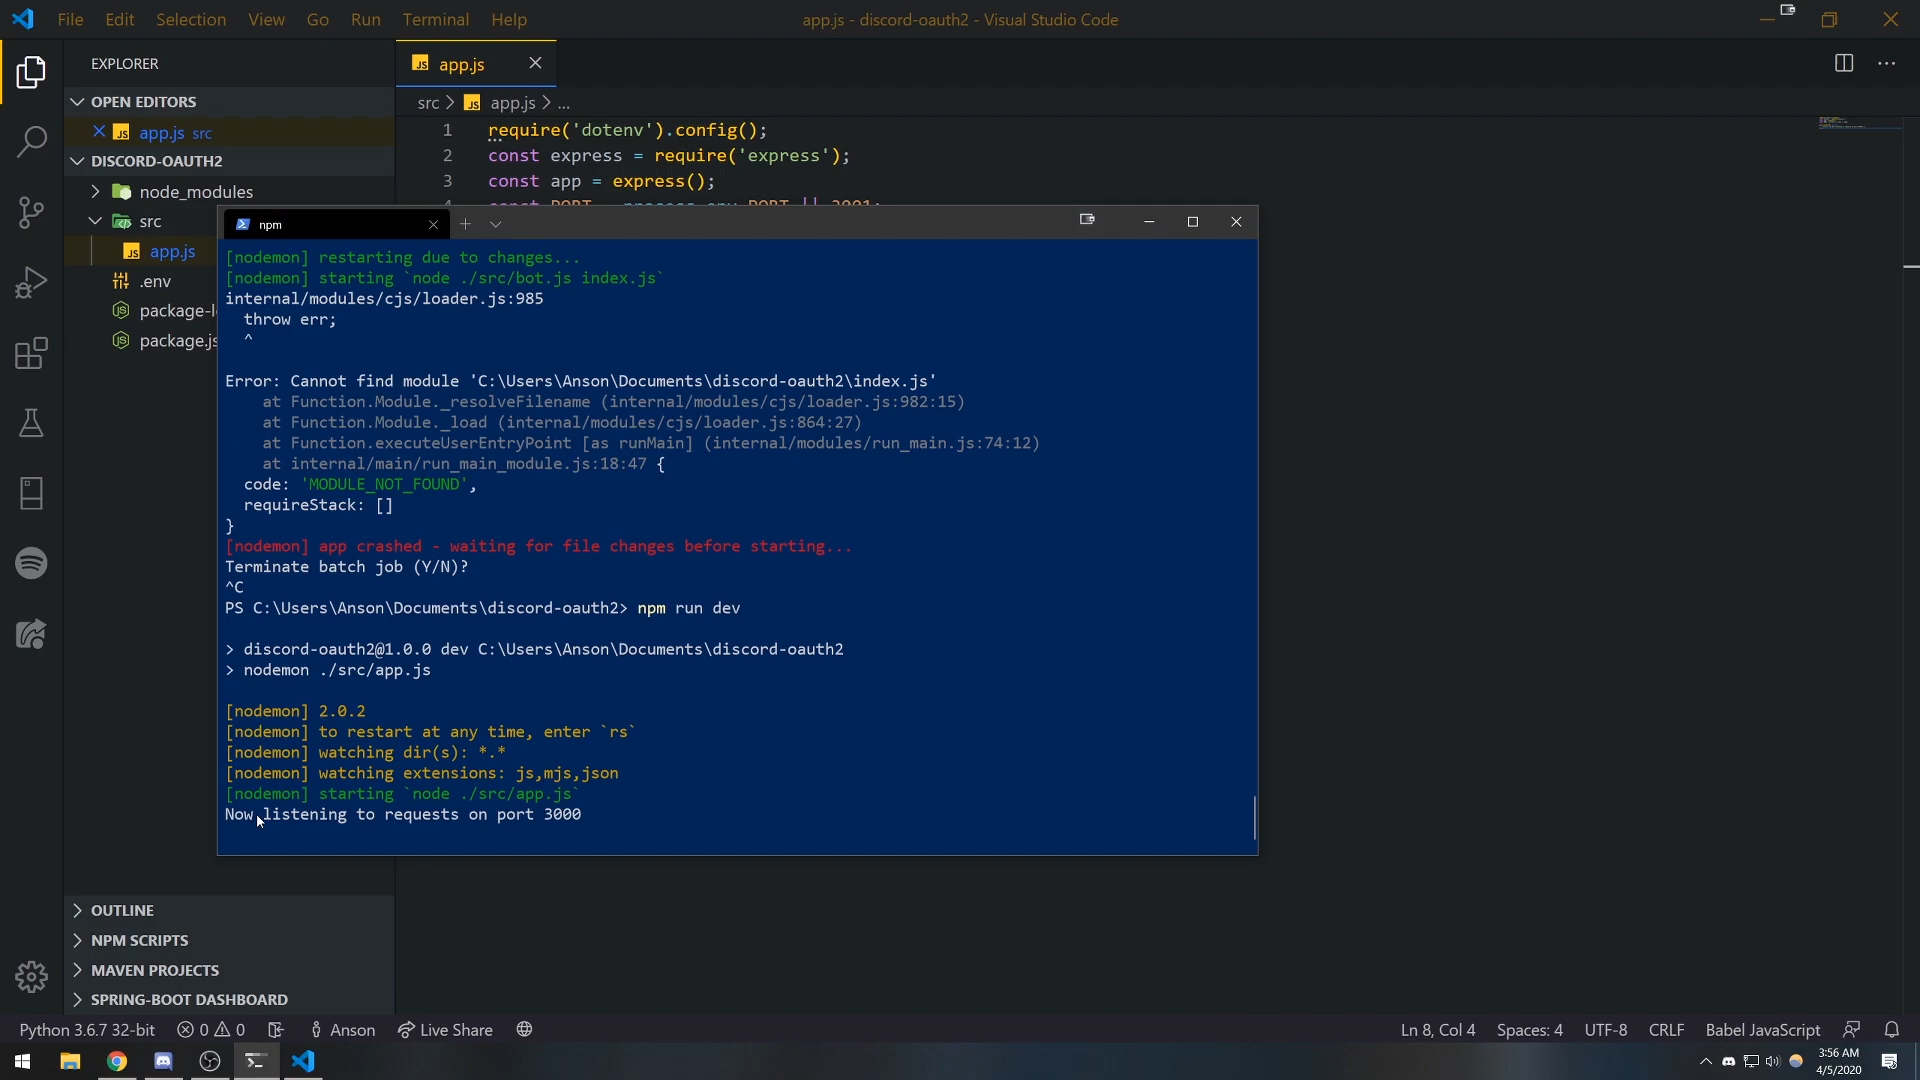 File Edit Selection View Go Run Terminal Help
app.js - discord-oauth2 - Visual Studio Code
EXPLORER
OPEN EDITORS
app.js src
DISCORD-OAUTH2
node_modules
src
app.js
.env
package-l
package.js
OUTLINE
NPM SCRIPTS
MAVEN PROJECTS
SPRING-BOOT DASHBOARD
JS app.js
src > JS app.js > ...
1 require('dotenv').config();
2 const express = require('express');
3 const app = express();
4 const PORT = process.env.PORT || 3001;
npm
[nodemon] restarting due to changes...
[nodemon] starting `node ./src/bot.js index.js`
internal/modules/cjs/loader.js:985
throw err;
^
Error: Cannot find module 'C:\Users\Anson\Documents\discord-oauth2\index.js'
at Function.Module._resolveFilename (internal/modules/cjs/loader.js:982:15)
at Function.Module._load (internal/modules/cjs/loader.js:864:27)
at Function.executeUserEntryPoint [as runMain] (internal/modules/run_main.js:74:12)
at internal/main/run_main_module.js:18:47 {
code: 'MODULE_NOT_FOUND',
requireStack: []
}
[nodemon] app crashed - waiting for file changes before starting...
Terminate batch job (Y/N)?
^C
PS C:\Users\Anson\Documents\discord-oauth2> npm run dev
> discord-oauth2@1.0.0 dev C:\Users\Anson\Documents\discord-oauth2
> nodemon ./src/app.js
[nodemon] 2.0.2
[nodemon] to restart at any time, enter `rs`
[nodemon] watching dir(s): *.*
[nodemon] watching extensions: js,mjs,json
[nodemon] starting `node ./src/app.js`
Now listening to requests on port 3000
Python 3.6.7 32-bit 0 0 Anson Live Share Ln 8, Col 4 Spaces: 4 UTF-8 CRLF Babel JavaScript
3:56 AM
4/5/2020